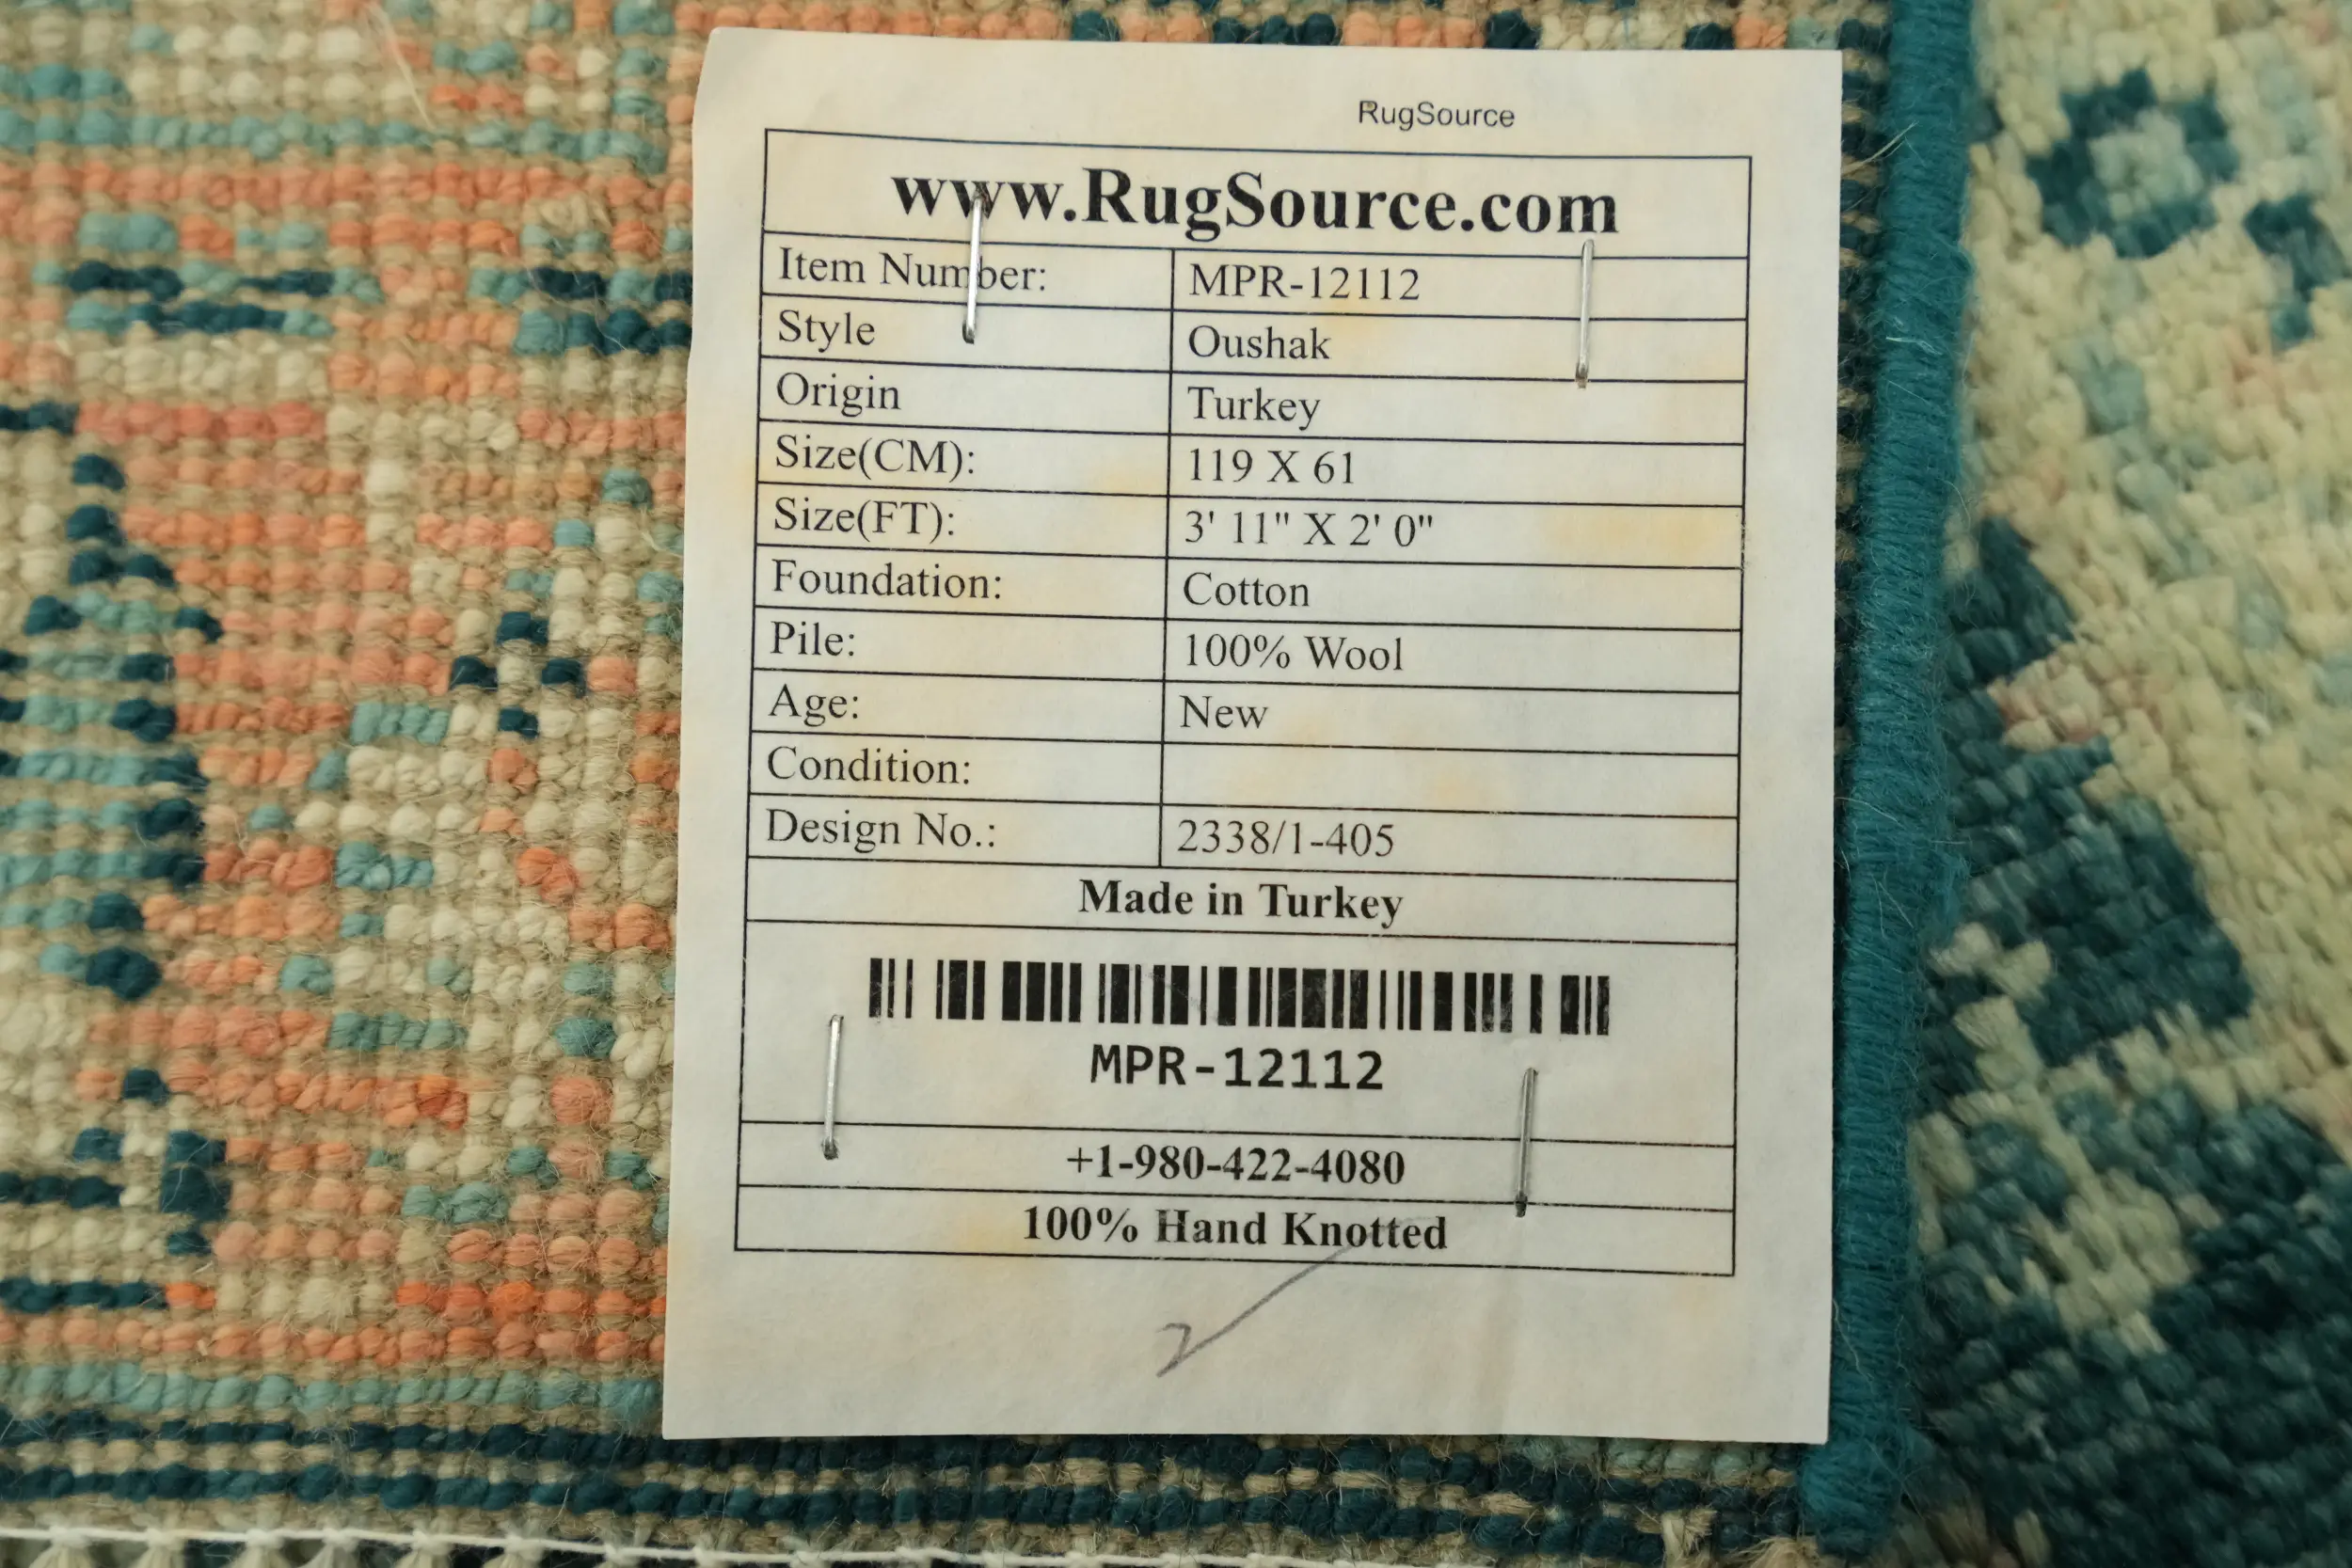 RugSource
www.RugSource.com
Item Number: MPR-12112
Style Oushak
Origin Turkey
Size(CM): 119 X 61
Size(FT): 3' 11" X 2' 0"
Foundation: Cotton
Pile: 100% Wool
Age: New
Condition:
Design No.: 2338/1-405
Made in Turkey
MPR-12112
+1-980-422-4080
100% Hand Knotted